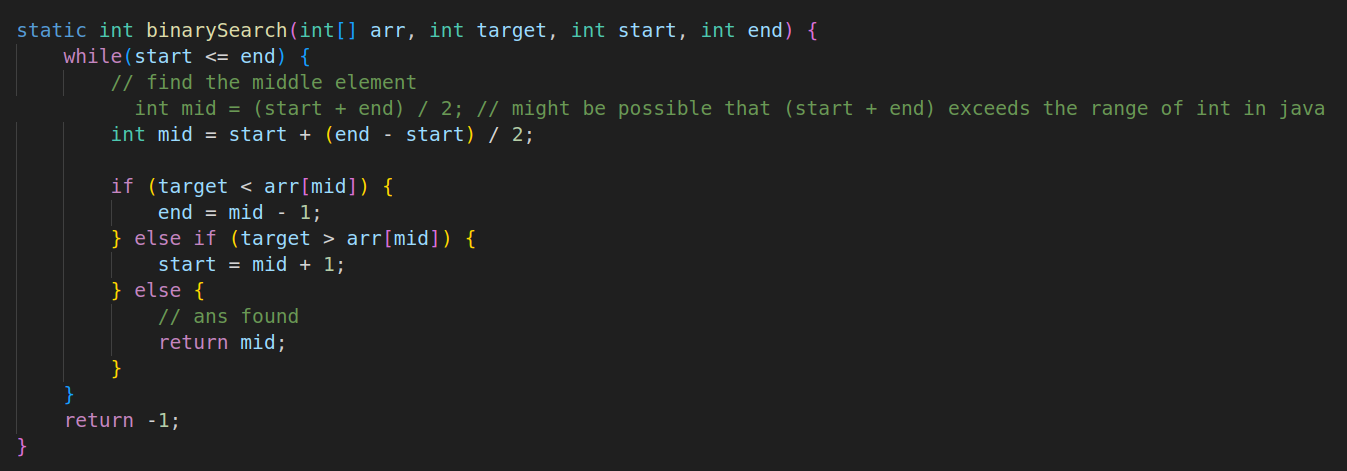 static int binarySearch(int[] arr, int target, int start, int end) {
    while(start <= end) {
        // find the middle element
          int mid = (start + end) / 2; // might be possible that (start + end) exceeds the range of int in java
        int mid = start + (end - start) / 2;

        if (target < arr[mid]) {
            end = mid - 1;
        } else if (target > arr[mid]) {
            start = mid + 1;
        } else {
            // ans found
            return mid;
        }
    }
    return -1;
}